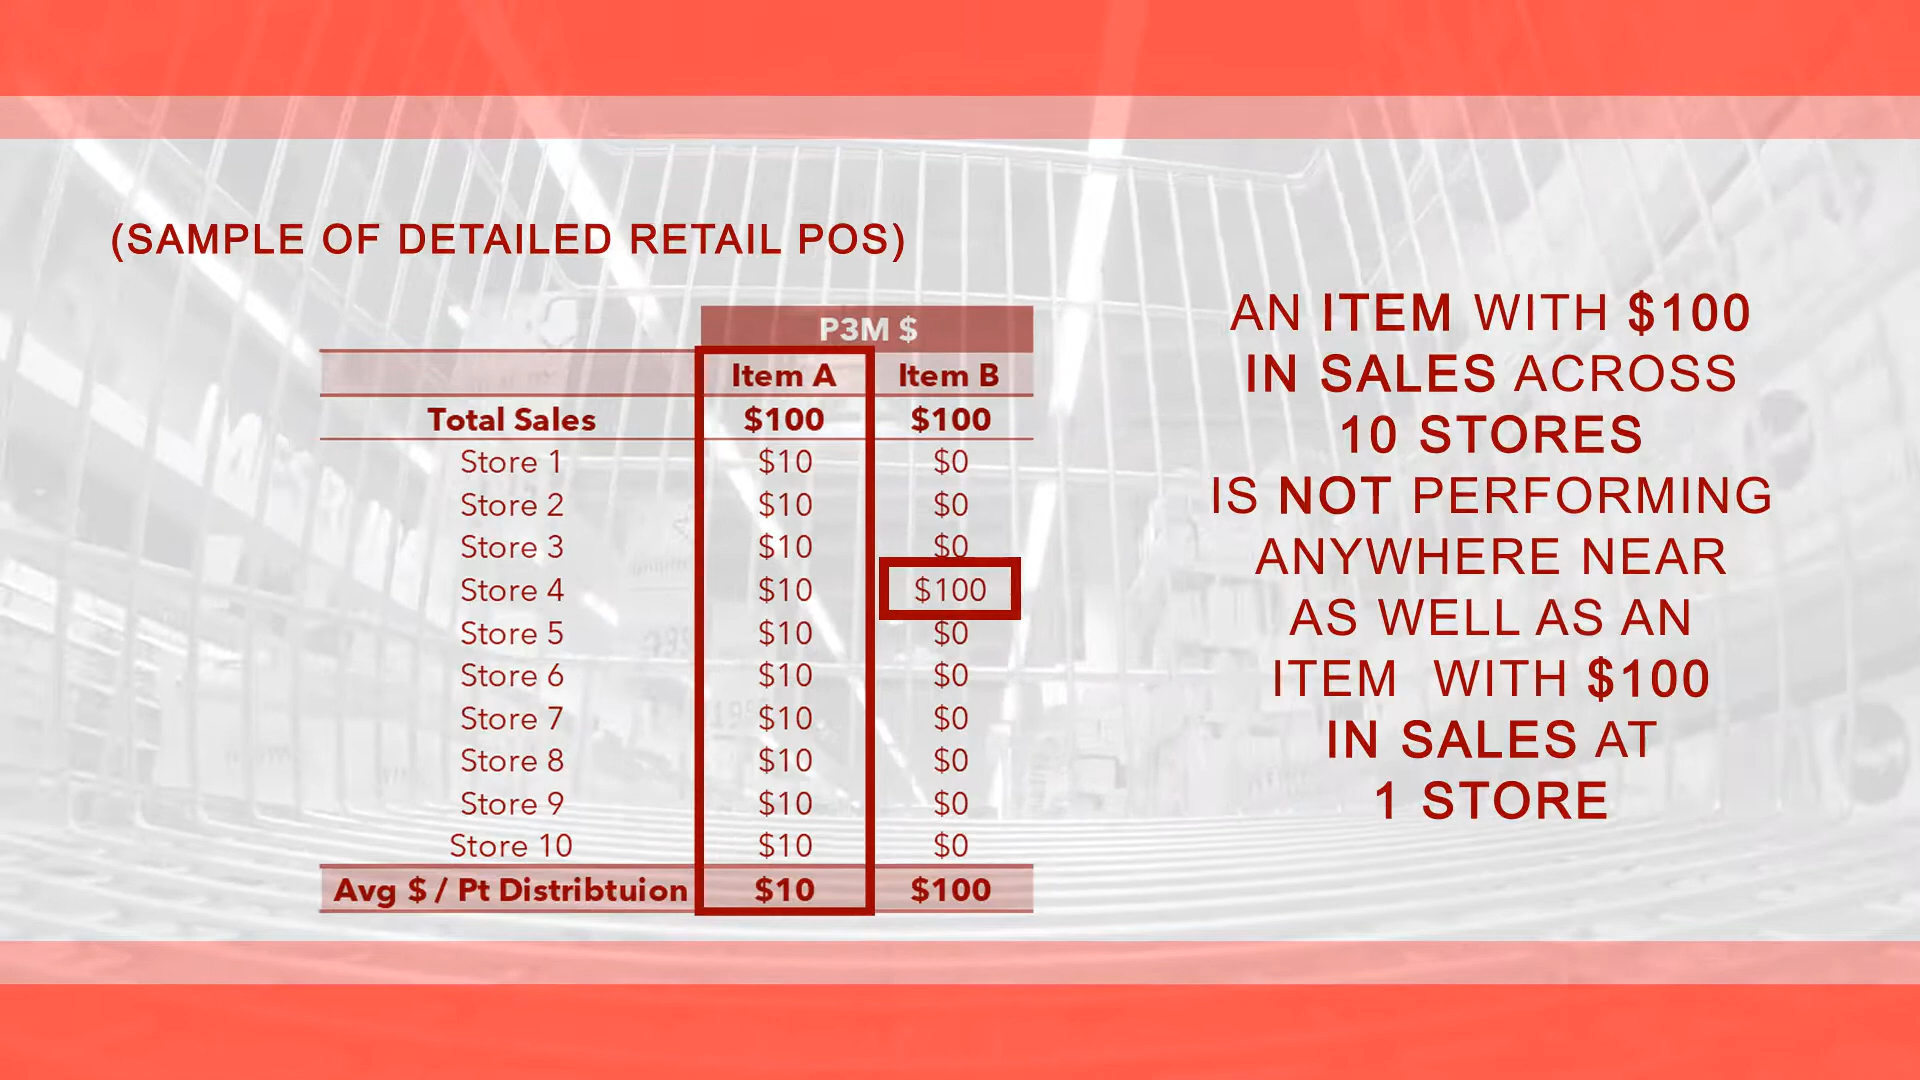 (SAMPLE OF DETAILED RETAIL POS)
P3M $
Item A Item B
Total Sales $100 $100
Store 1 $10 $0
Store 2 $10 $0
Store 3 $10 $0
Store 4 $10 $100
Store 5 $10 $0
Store 6 $10 $0
Store 7 $10 $0
Store 8 $10 $0
Store 9 $10 $0
Store 10 $10 $0
Avg $ / Pt Distribtuion $10 $100
AN ITEM WITH $100
IN SALES ACROSS
10 STORES
IS NOT PERFORMING
ANYWHERE NEAR
AS WELL AS AN
ITEM WITH $100
IN SALES AT
1 STORE